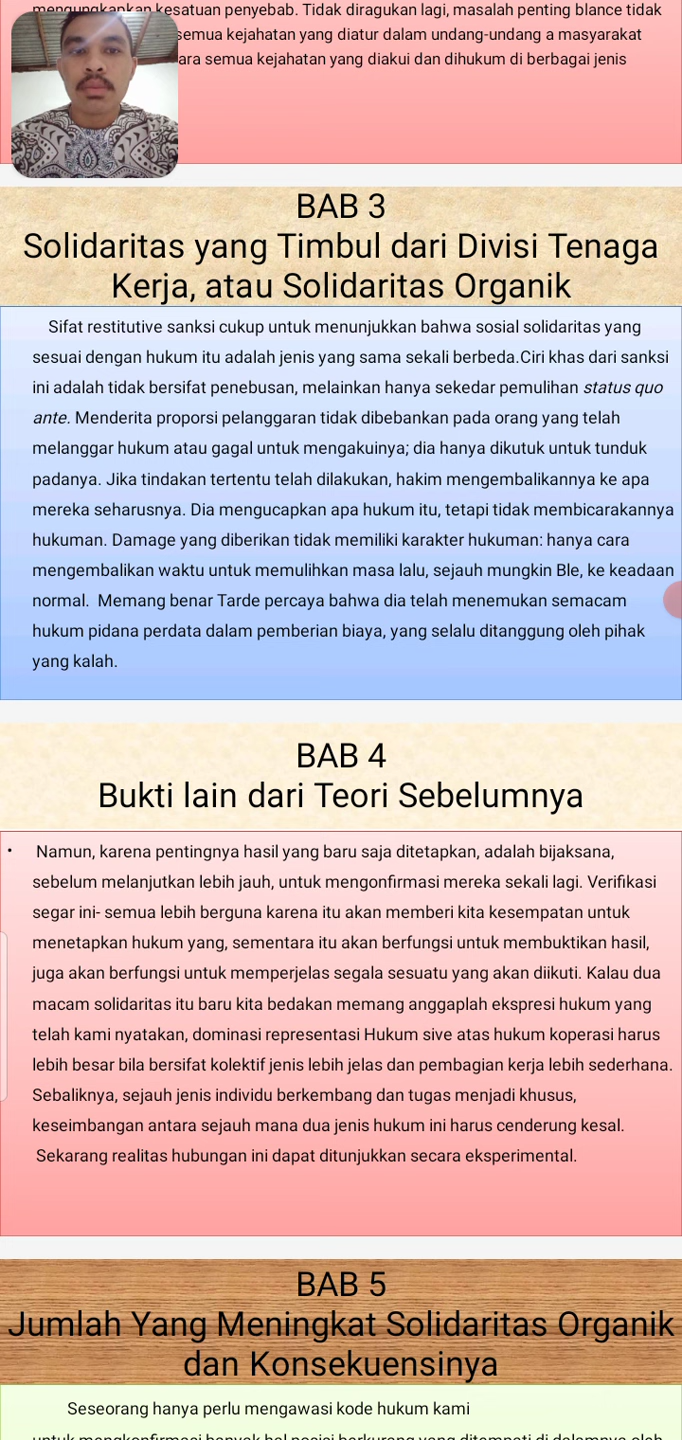 mengungkapkan kesatuan penyebab. Tidak diragukan lagi, masalah penting blance tidak
semua kejahatan yang diatur dalam undang-undang a masyarakat
ara semua kejahatan yang diakui dan dihukum di berbagai jenis
BAB 3
Solidaritas yang Timbul dari Divisi Tenaga
Kerja, atau Solidaritas Organik
Sifat restitutive sanksi cukup untuk menunjukkan bahwa sosial solidaritas yang
sesuai dengan hukum itu adalah jenis yang sama sekali berbeda.Ciri khas dari sanksi
ini adalah tidak bersifat penebusan, melainkan hanya sekedar pemulihan status quo
ante. Menderita proporsi pelanggaran tidak dibebankan pada orang yang telah
melanggar hukum atau gagal untuk mengakuinya; dia hanya dikutuk untuk tunduk
padanya. Jika tindakan tertentu telah dilakukan, hakim mengembalikannya ke apa
mereka seharusnya. Dia mengucapkan apa hukum itu, tetapi tidak membicarakannya
hukuman. Damage yang diberikan tidak memiliki karakter hukuman: hanya cara
mengembalikan waktu untuk memulihkan masa lalu, sejauh mungkin Ble, ke keadaan
normal.  Memang benar Tarde percaya bahwa dia telah menemukan semacam
hukum pidana perdata dalam pemberian biaya, yang selalu ditanggung oleh pihak
yang kalah.
BAB 4
Bukti lain dari Teori Sebelumnya
• Namun, karena pentingnya hasil yang baru saja ditetapkan, adalah bijaksana,
sebelum melanjutkan lebih jauh, untuk mengonfirmasi mereka sekali lagi. Verifikasi
segar ini- semua lebih berguna karena itu akan memberi kita kesempatan untuk
menetapkan hukum yang, sementara itu akan berfungsi untuk membuktikan hasil,
juga akan berfungsi untuk memperjelas segala sesuatu yang akan diikuti. Kalau dua
macam solidaritas itu baru kita bedakan memang anggaplah ekspresi hukum yang
telah kami nyatakan, dominasi representasi Hukum sive atas hukum koperasi harus
lebih besar bila bersifat kolektif jenis lebih jelas dan pembagian kerja lebih sederhana.
Sebaliknya, sejauh jenis individu berkembang dan tugas menjadi khusus,
keseimbangan antara sejauh mana dua jenis hukum ini harus cenderung kesal.
Sekarang realitas hubungan ini dapat ditunjukkan secara eksperimental.
BAB 5
Jumlah Yang Meningkat Solidaritas Organik
dan Konsekuensinya
Seseorang hanya perlu mengawasi kode hukum kami
untuk mengkonfirmasi banyak hal posisi berkurang yang ditempati di dalamnya oleh